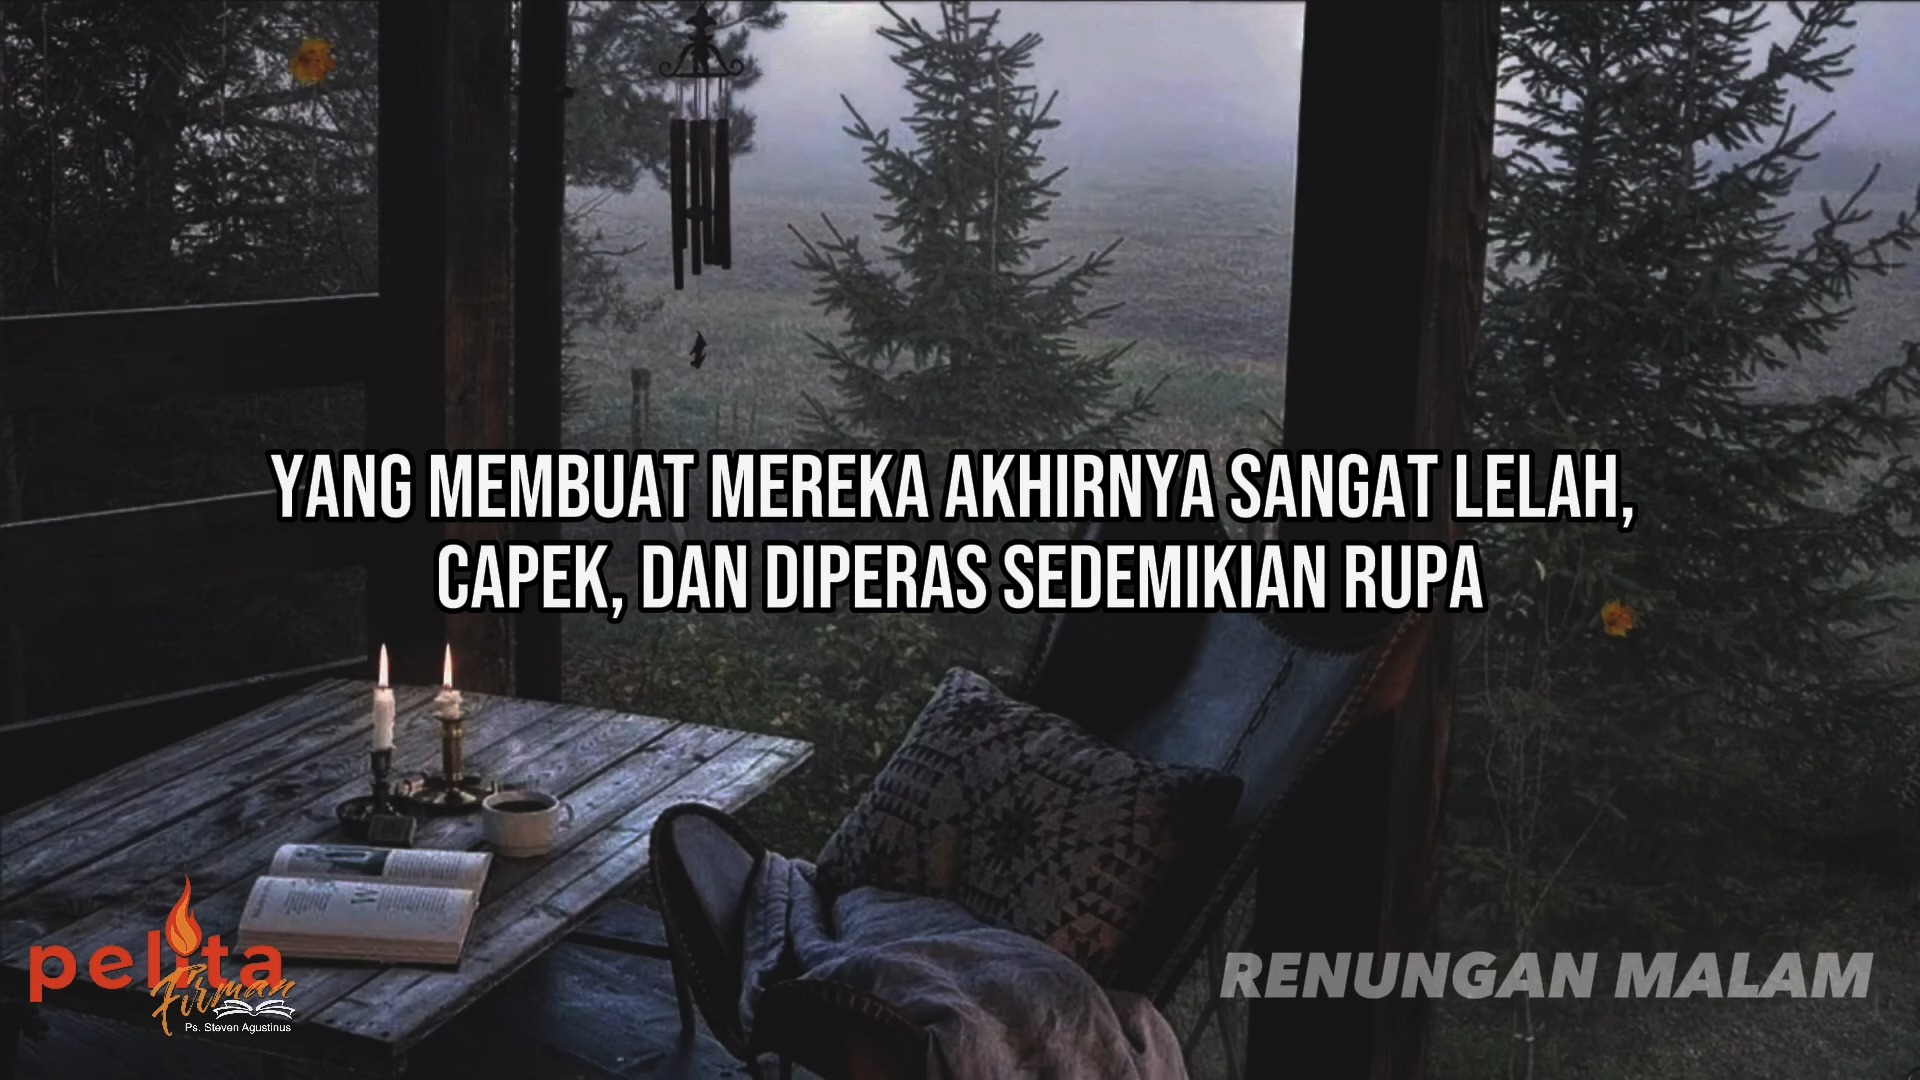 YANG MEMBUAT MEREKA AKHIRNYA SANGAT LELAH,
CAPEK, DAN DIPERAS SEDEMIKIAN RUPA
pelita
Firman
Ps. Steven Agustinus
RENUNGAN MALAM